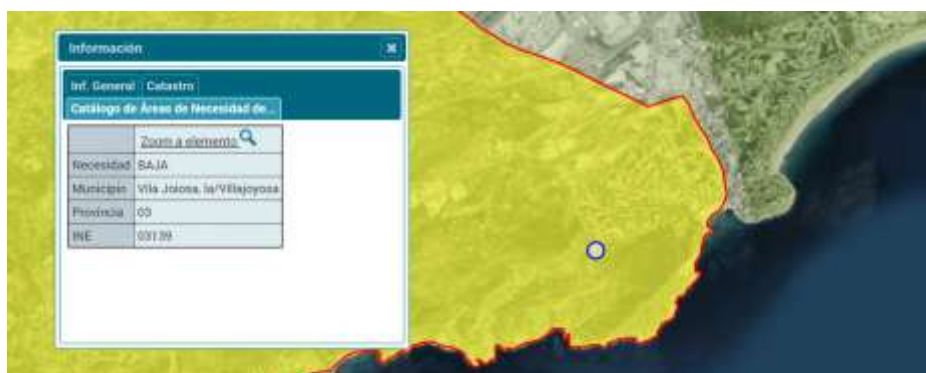 Información
Inf. General Catastro
Catálogo de Áreas de Necesidad de...
Zoom a elemento
Necesidad BAJA
Municipio Vila Joiosa, la/Villajoyosa
Provincia 03
INE 03139